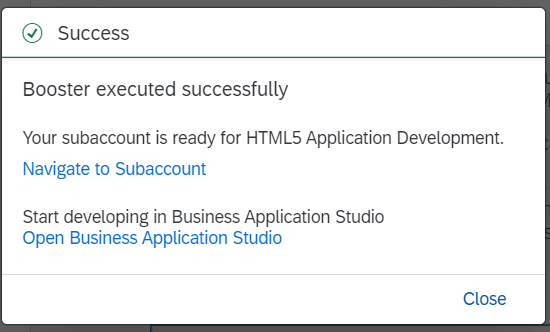 Success
Booster executed successfully
Your subaccount is ready for HTML5 Application Development.
Navigate to Subaccount
Start developing in Business Application Studio
Open Business Application Studio
Close